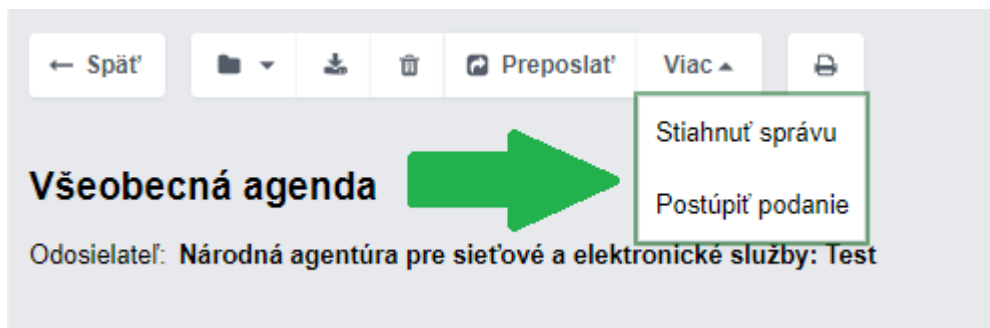 ← Späť Preposlať Viac
Stiahnuť správu
Postúpiť podanie
Všeobecná agenda
Odosielateľ: Národná agentúra pre sieťové a elektronické služby: Test